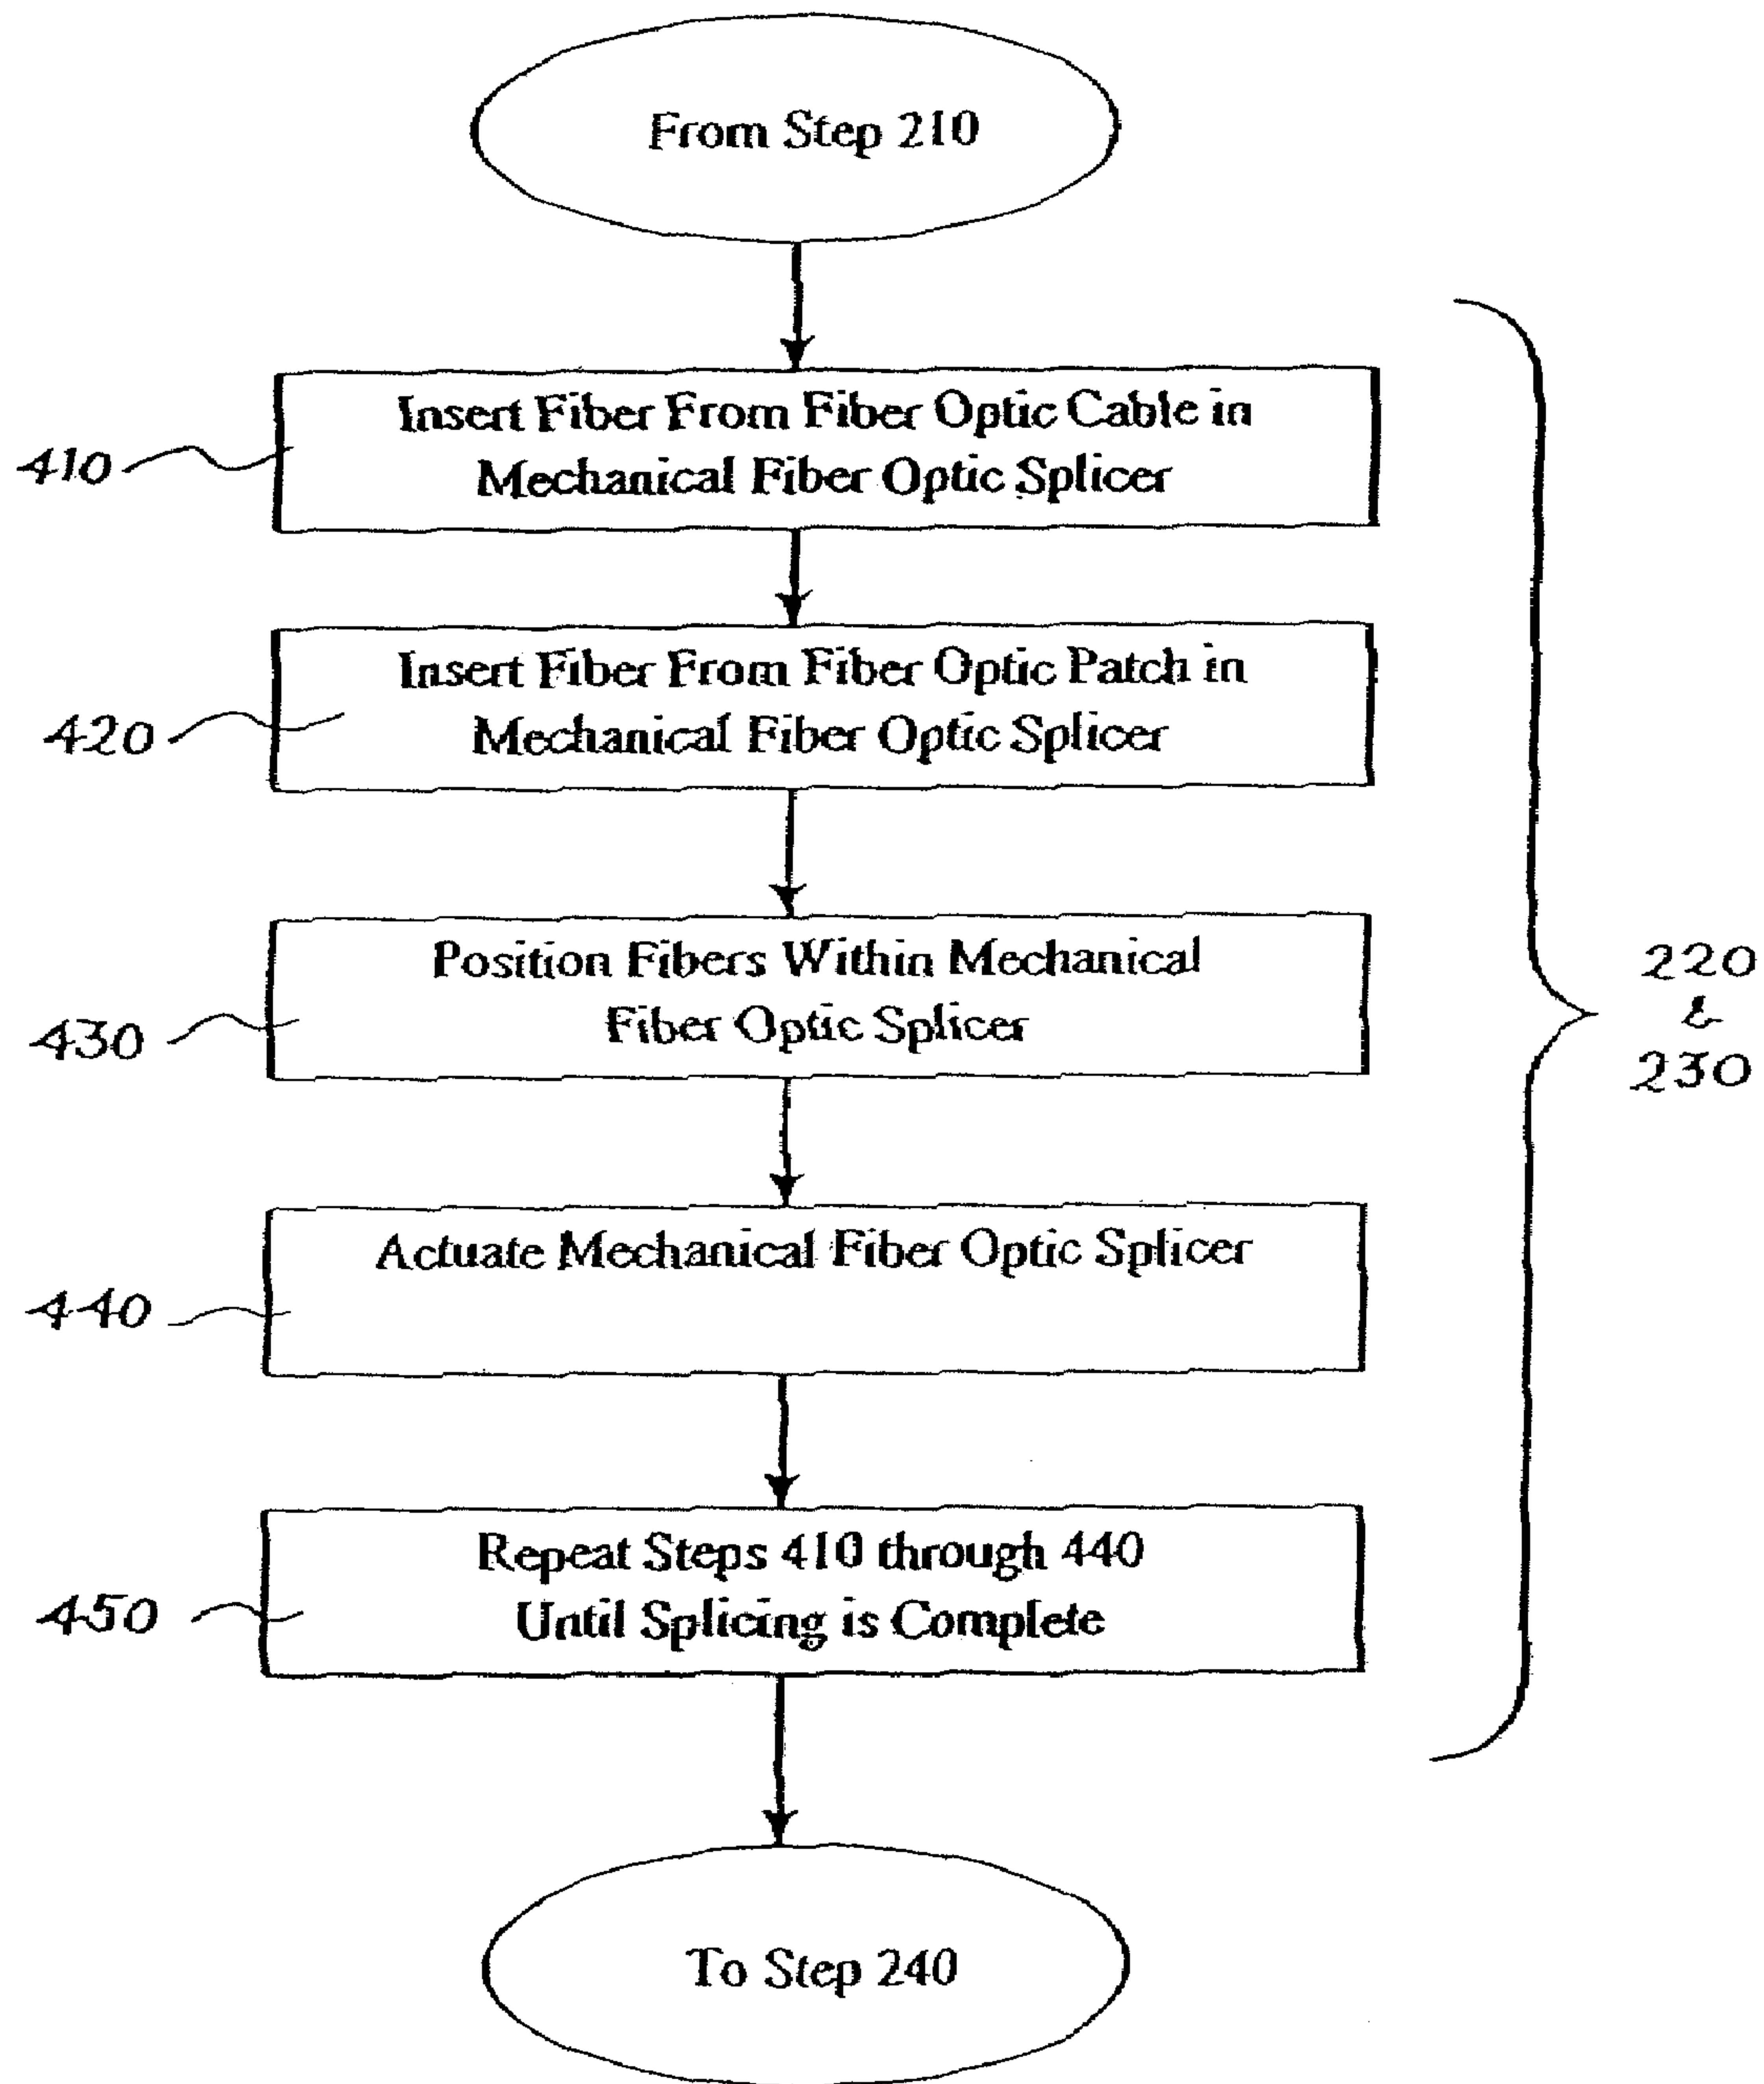 From Step 210
Insert Fiber From Fiber Optic Cable in
Mechanical Fiber Optic Splicer
410
Insert Fiber From Fiber Optic Patch in
Mechanical Fiber Optic Splicer
420
Position Fibers Within Mechanical
Fiber Optic Splicer
430
220
&
230
Actuate Mechanical Fiber Optic Splicer
440
Repeat Steps 410 through 440
Until Splicing is Complete
450
To Step 240